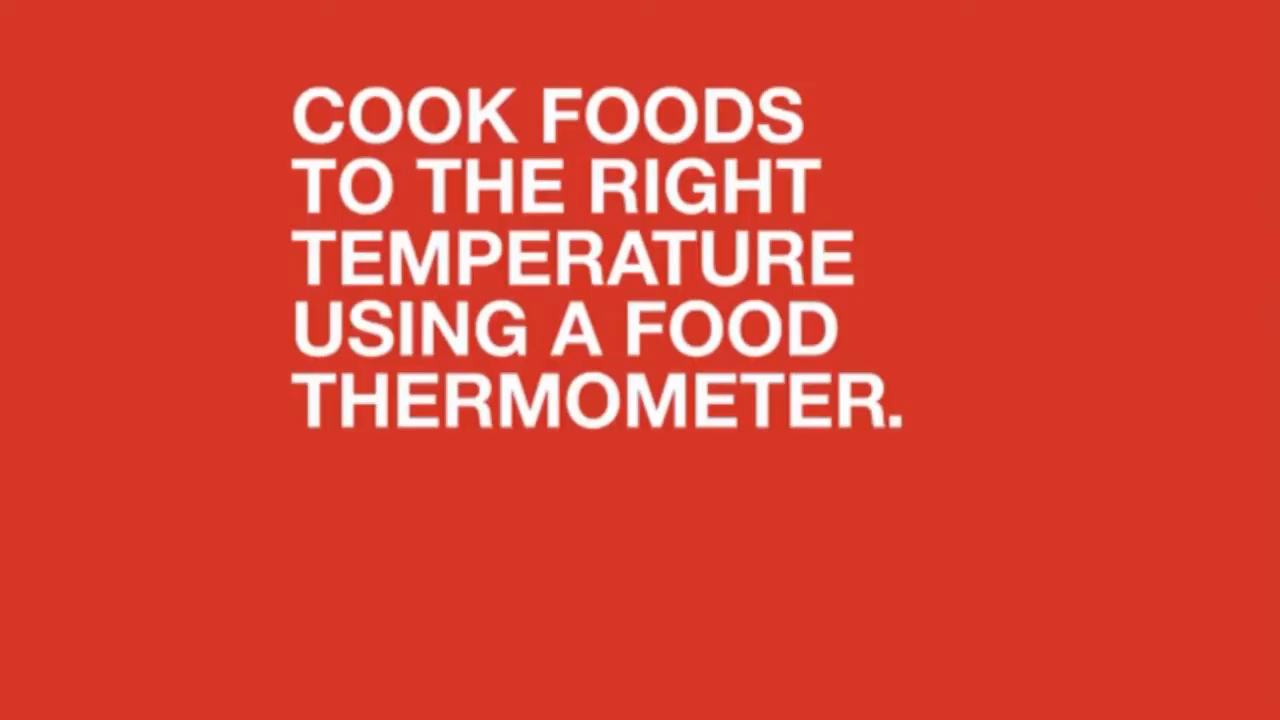 COOK FOODS
TO THE RIGHT
TEMPERATURE
USING A FOOD
THERMOMETER.